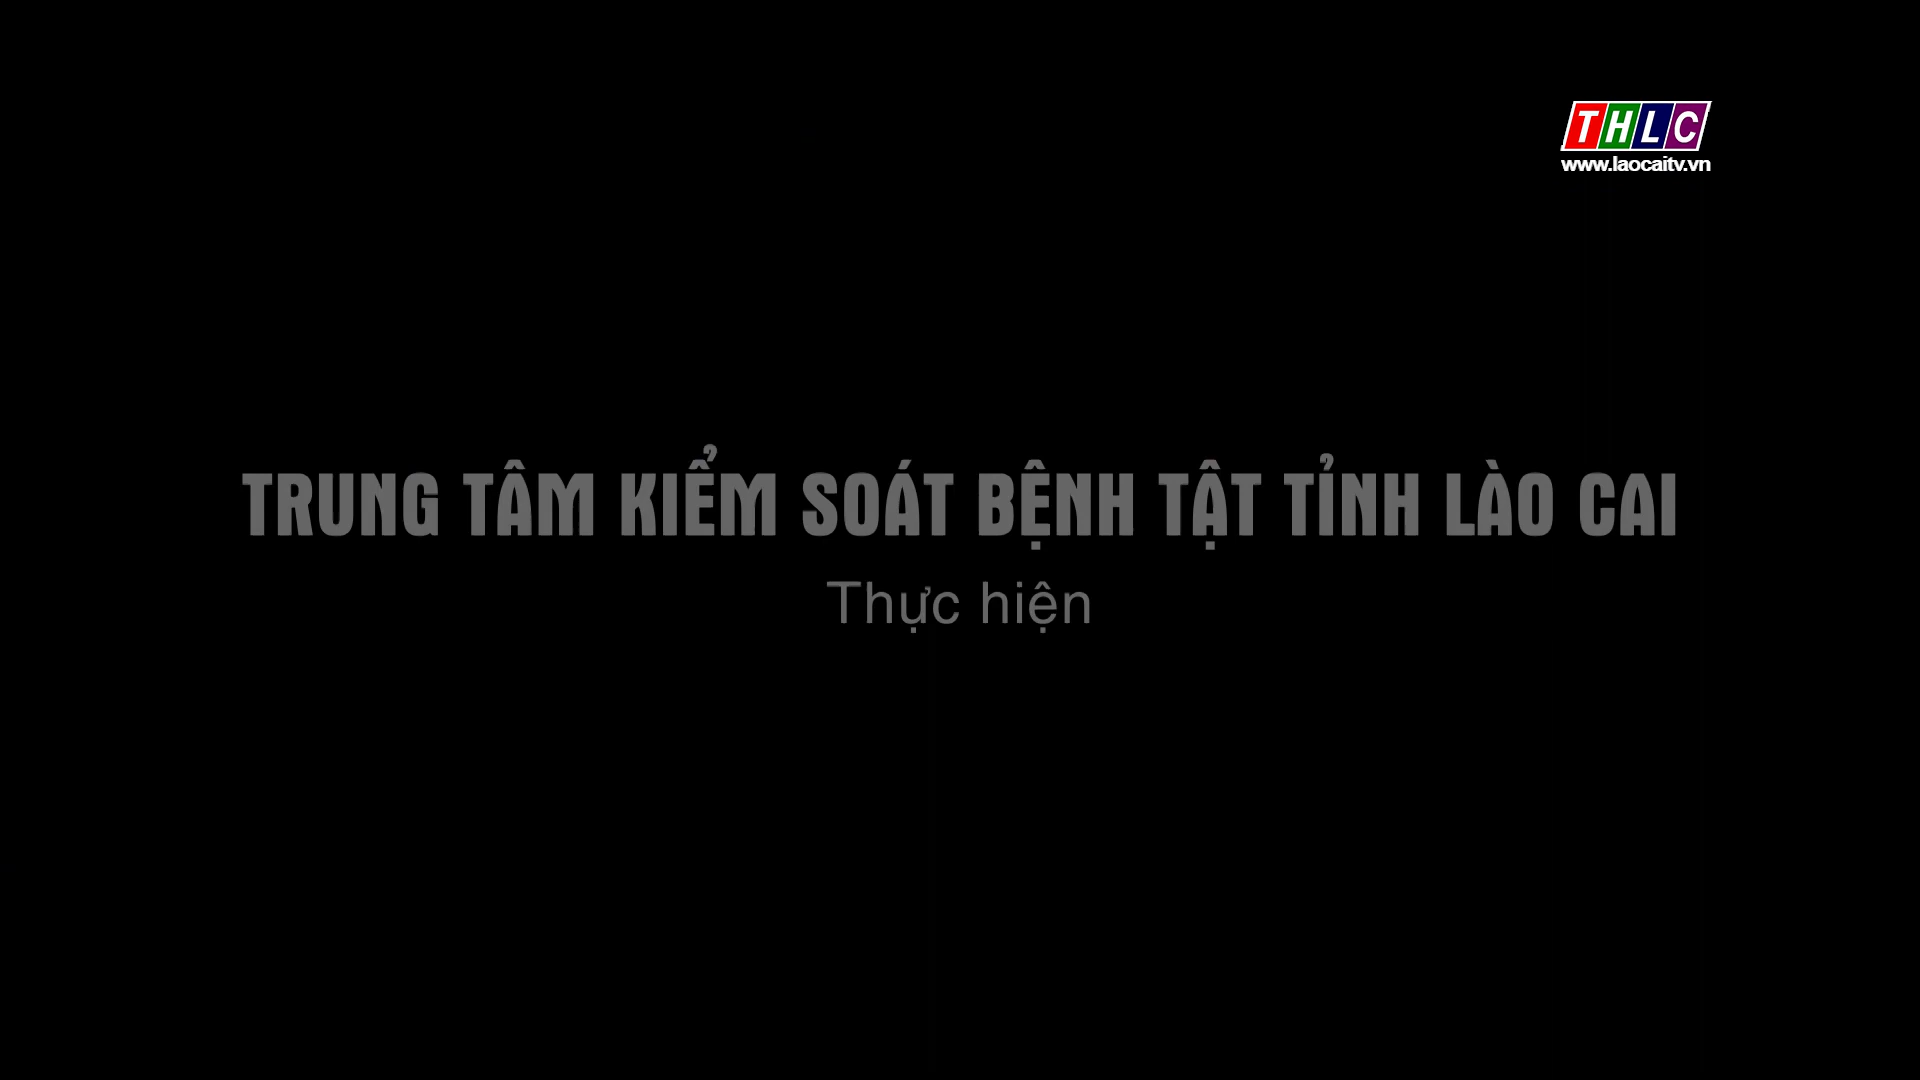 THLC
www.laocaitv.vn
TRUNG TÂM KIỂM SOÁT BỆNH TẬT TỈNH LÀO CAI
Thực hiện